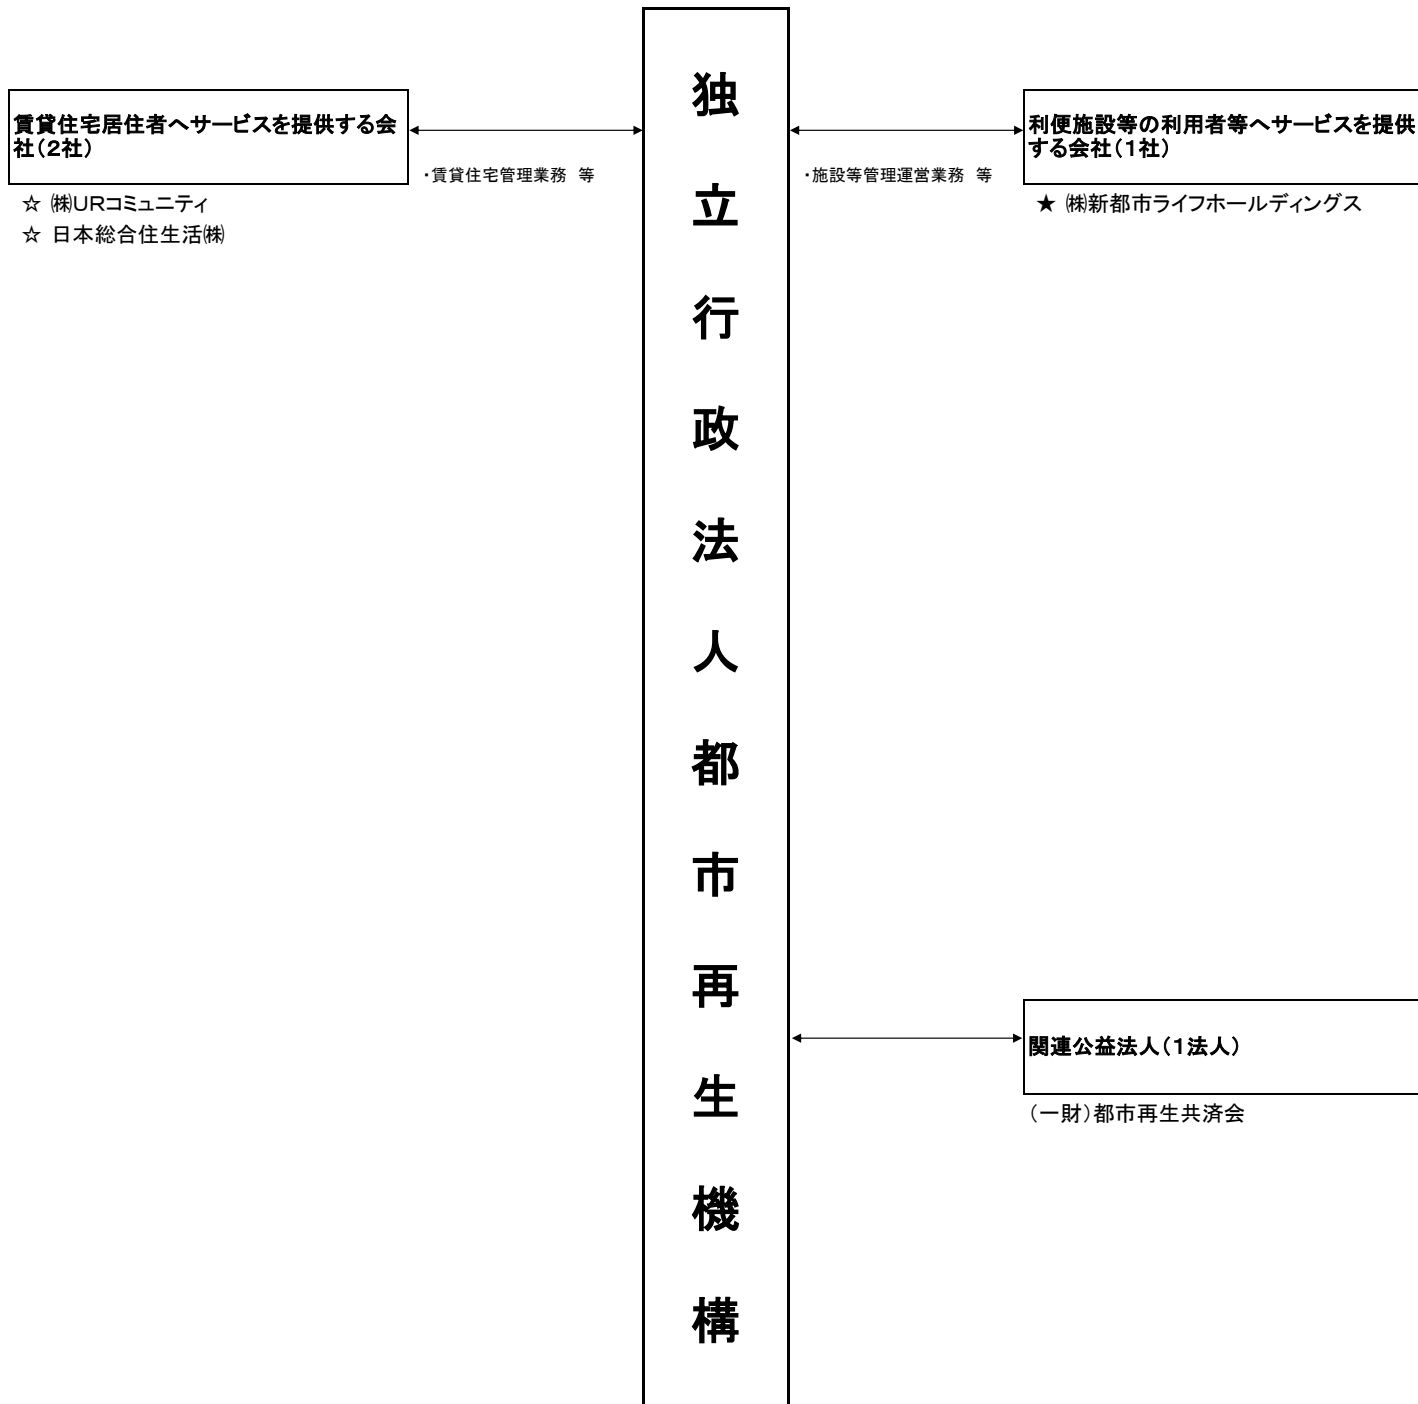 独立行政法人都市再生機構
賃貸住宅居住者へサービスを提供する会
社（2社）
・賃貸住宅管理業務　等
☆ ㈱URコミュニティ
☆ 日本総合住生活㈱
利便施設等の利用者等へサービスを提供
する会社（1社）
・施設等管理運営業務　等
★ ㈱新都市ライフホールディングス
関連公益法人（1法人）
（一財）都市再生共済会